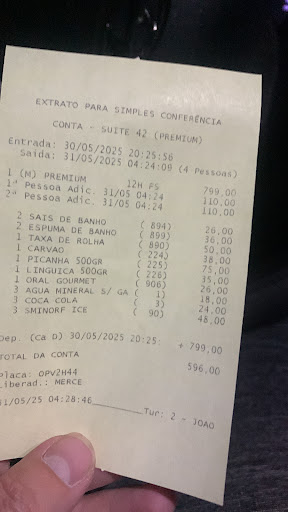 EXTRATO PARA SIMPLES CONFERÊNCIA
CONTA - SUITE 42 (PREMIUM)
Entrada: 30/05/2025 20:25:56
Saida: 31/05/2025 04:24:09 (4 Pessoas)
1 (M) PREMIUM 12H FS 799,00
1ª Pessoa Adic. 31/05 04:24 110,00
2ª Pessoa Adic. 31/05 04:24 110,00
2 SAIS DE BANHO ( 894) 26,00
2 ESPUMA DE BANHO ( 899) 36,00
1 TAXA DE ROLHA ( 890) 50,00
1 CARVAO ( 224) 38,00
1 PICANHA 500GR ( 225) 75,00
1 LINGUICA 500GR ( 226) 35,00
1 ORAL GOURMET ( 906) 26,00
3 AGUA MINERAL S/ GA ( 1) 18,00
3 COCA COLA ( 3) 24,00
3 SMINORF ICE ( 90) 48,00
Dep. (ca D) 30/05/2025 20:25: + 799,00
TOTAL DA CONTA 596,00
Placa: OPV2H44
Liberad.: MERCE
31/05/25 04:28:46 Tur: 2 - JOAO